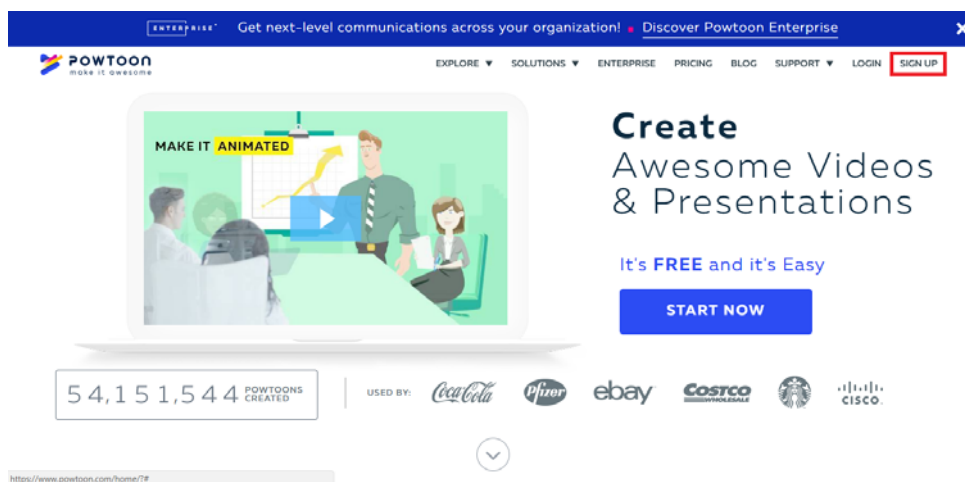 ENTERPRISE Get next-level communications across your organization! Discover Powtoon Enterprise
POWTOON
make it awesome
EXPLORE SOLUTIONS ENTERPRISE PRICING BLOG SUPPORT LOGIN SIGN UP
MAKE IT ANIMATED
Create
Awesome Videos
& Presentations
It's FREE and it's Easy
START NOW
54,151,544 POWTOONS
CREATED
USED BY: Coca-Cola Pfizer ebay COSTCO
WHOLESALE
CISCO.
https://www.powtoon.com/home/?#